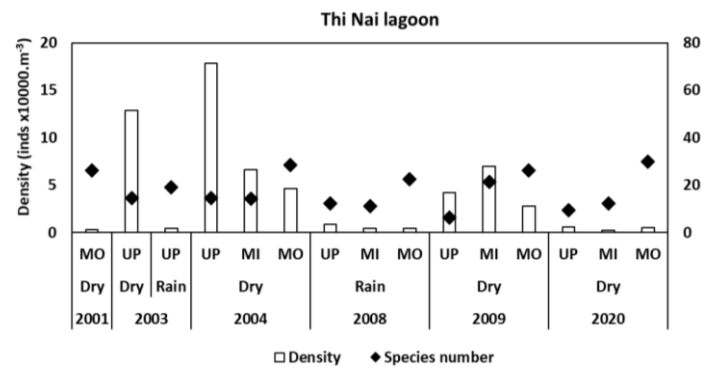 Thi Nai lagoon
Density (inds x10000.m⁻³)
20 80
15 60
10 40
5 20
0 0
MO UP UP UP MI MO UP MI MO UP MI MO UP MI MO
Dry Dry Rain Dry Rain Dry Dry
2001 2003 2004 2008 2009 2020
Density Species number